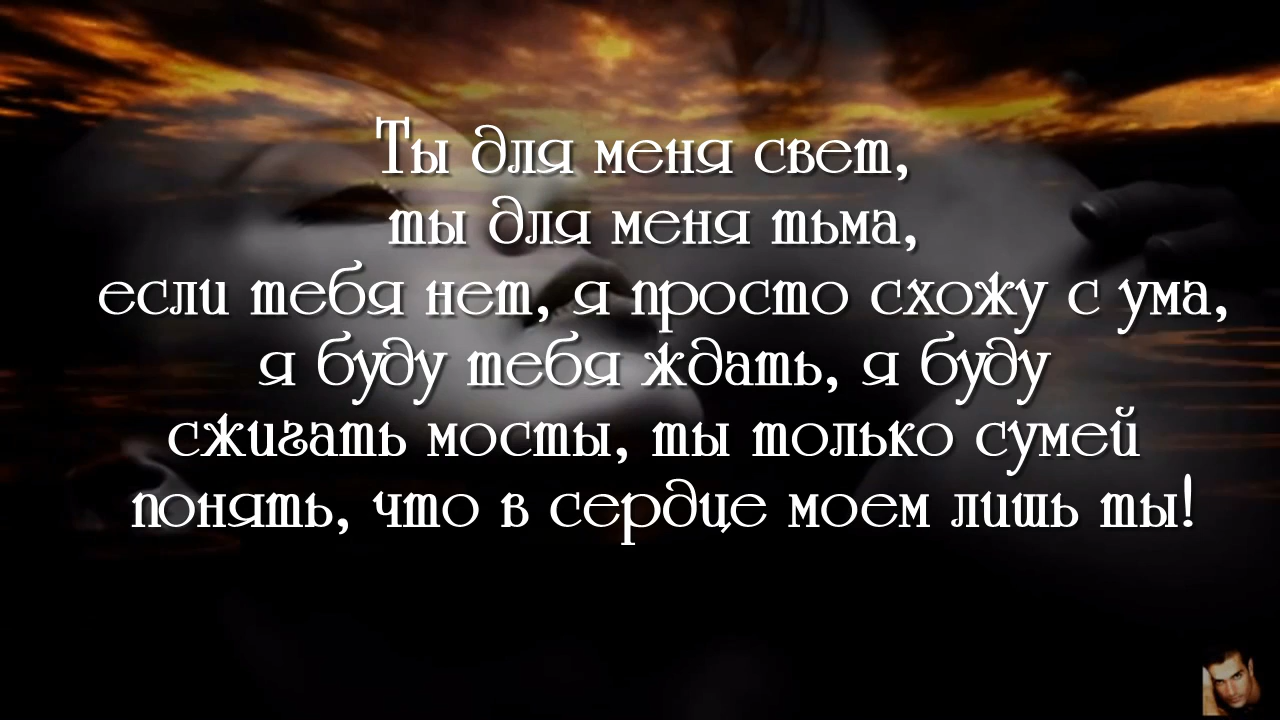 Ты для меня свет,
ты для меня тьма,
если тебя нет, я просто схожу с ума,
я буду тебя ждать, я буду
сжигать мосты, ты только сумей
понять, что в сердце моем лишь ты!